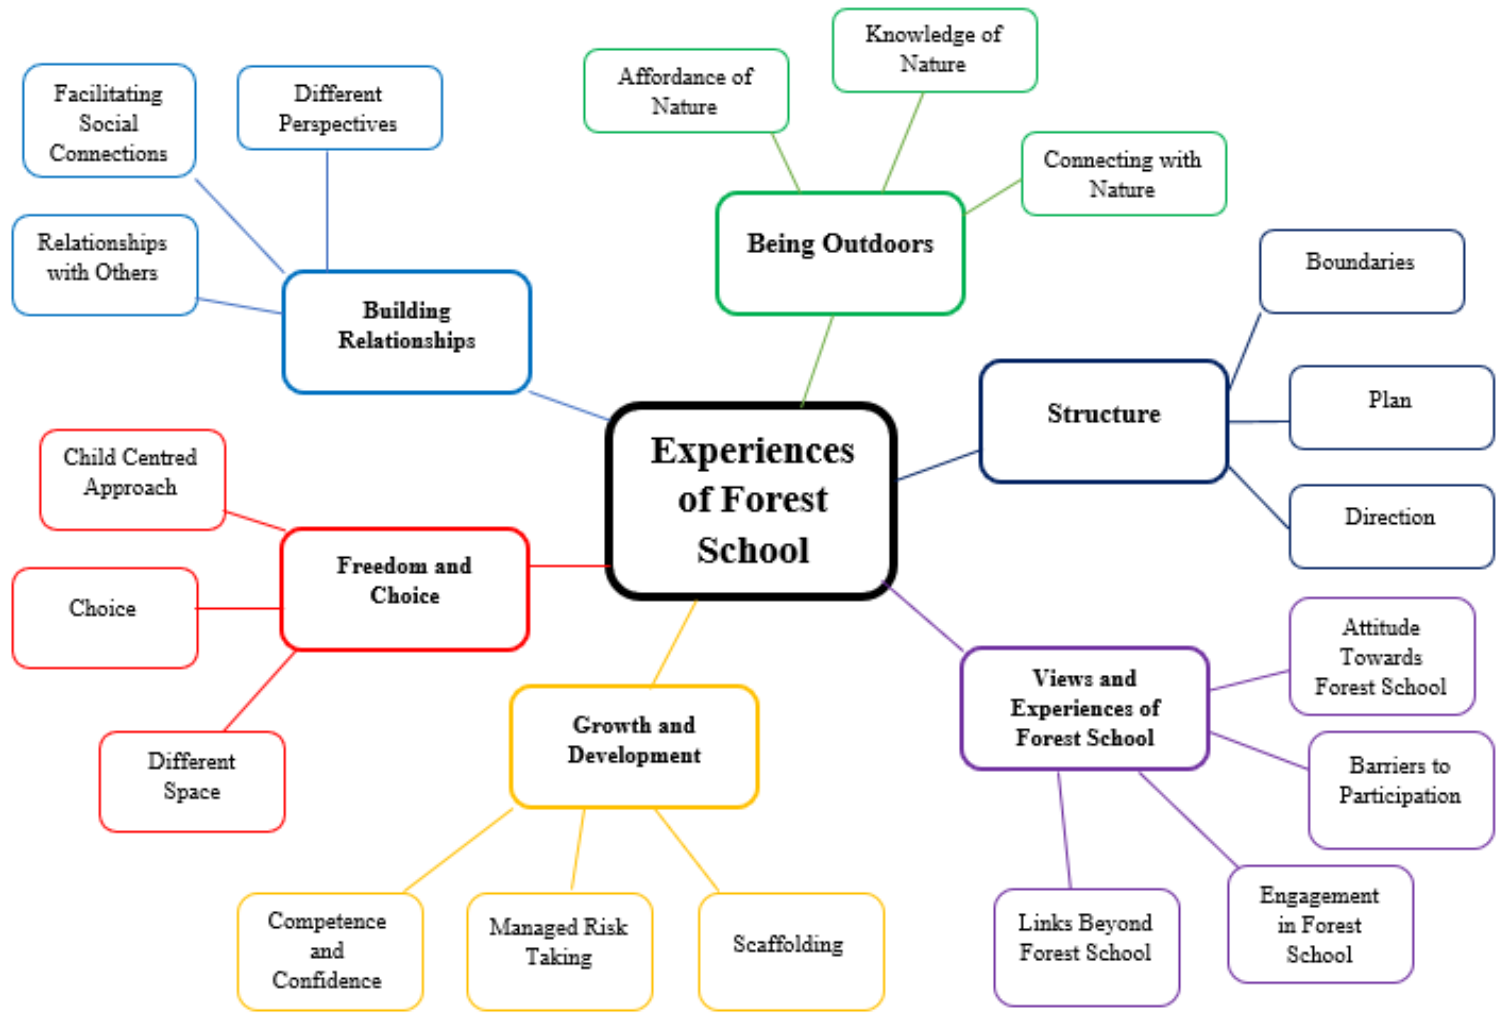 Knowledge of
Nature
Affordance of
Nature
Facilitating
Social
Connections
Different
Perspectives
Connecting with
Nature
Relationships
with Others
Being Outdoors
Boundaries
Building
Relationships
Structure
Plan
Experiences
of Forest
School
Child Centred
Approach
Direction
Freedom and
Choice
Choice
Attitude
Towards
Forest School
Views and
Experiences of
Forest School
Growth and
Development
Different
Space
Barriers to
Participation
Competence
and
Confidence
Managed Risk
Taking
Scaffolding
Links Beyond
Forest School
Engagement
in Forest
School